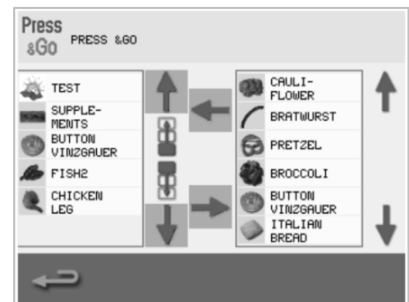 Press
&GO
PRESS &GO
TEST
SUPPLE-
MENTS
BUTTON
VINZGAUER
FISH2
CHICKEN
LEG
CAULI-
FLOWER
BRATWURST
PRETZEL
BROCCOLI
BUTTON
VINZGAUER
ITALIAN
BREAD